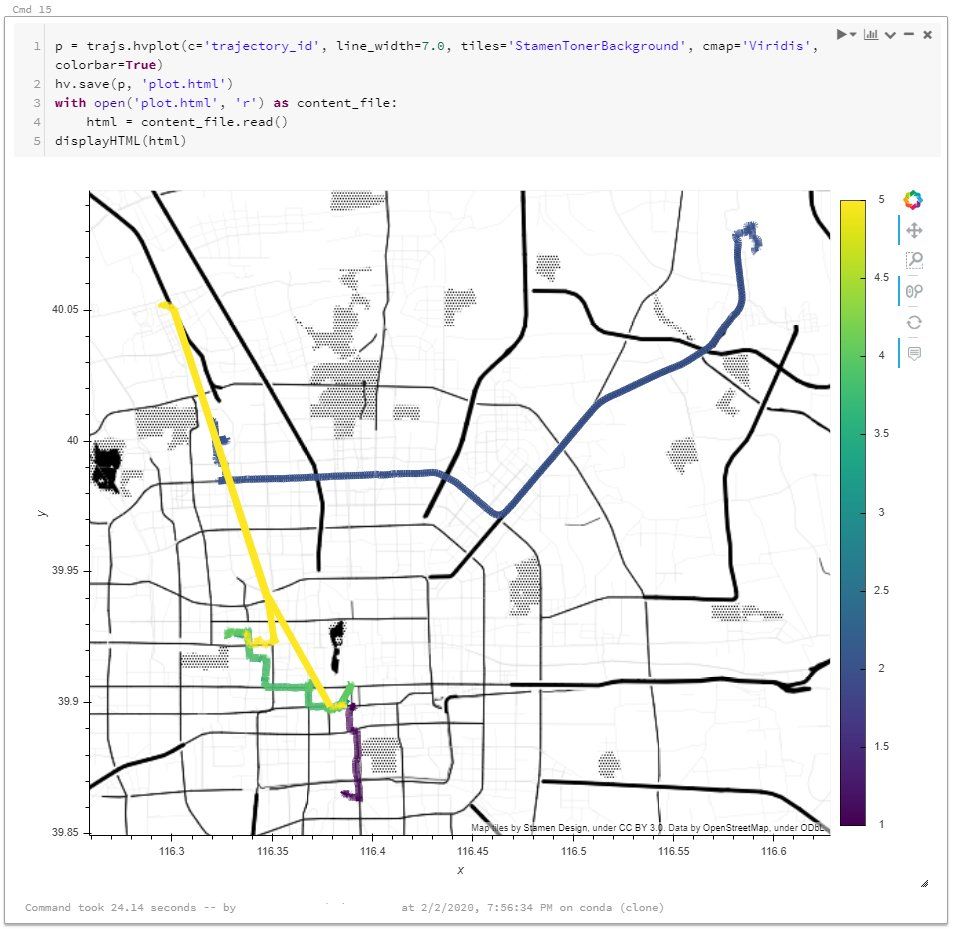 Cmd 15
1 p = trajs.hvplot(c='trajectory_id', line_width=7.0, tiles='StamenTonerBackground', cmap='Viridis',
colorbar=True)
2 hv.save(p, 'plot.html')
3 with open('plot.html', 'r') as content_file:
4 html = content_file.read()
5 displayHTML(html)
5
4.5
40.05
4
3.5
40
y
3
39.95
2.5
2
39.9
1.5
1
39.85
Map tiles by Stamen Design, under CC BY 3.0. Data by OpenStreetMap, under ODbL
116.3 116.35 116.4 116.45 116.5 116.55 116.6
x
Command took 24.14 seconds -- by at 2/2/2020, 7:56:34 PM on conda (clone)